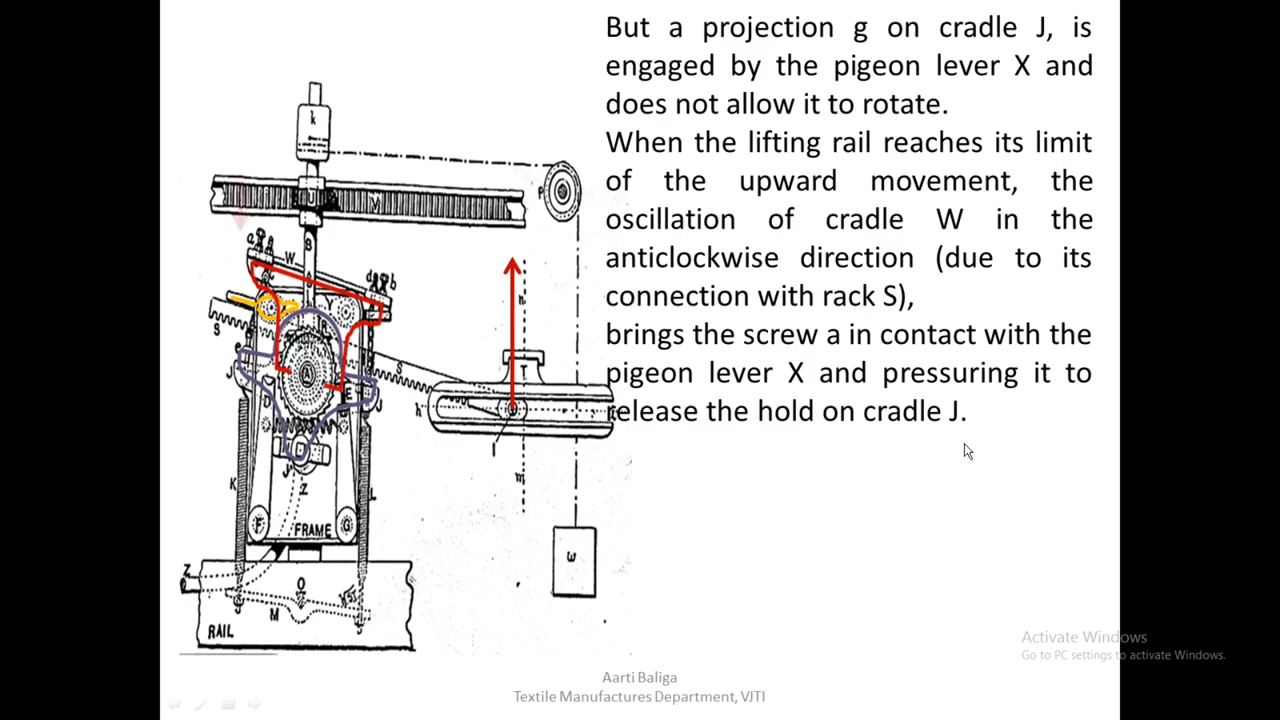 But a projection g on cradle J, is
engaged by the pigeon lever X and
does not allow it to rotate.
When the lifting rail reaches its limit
of the upward movement, the
oscillation of cradle W in the
anticlockwise direction (due to its
connection with rack S),
brings the screw a in contact with the
pigeon lever X and pressuring it to
release the hold on cradle J.
k
P
U
V
B
a
W
d
b
Y
S
R
J
A
S
T
D
E
J
h
l
J
m
K
Z
L
F
FRAME
G
w
Z
O
M
RAIL
Activate Windows
Go to PC settings to activate Windows.
Aarti Baliga
Textile Manufactures Department, VJTI